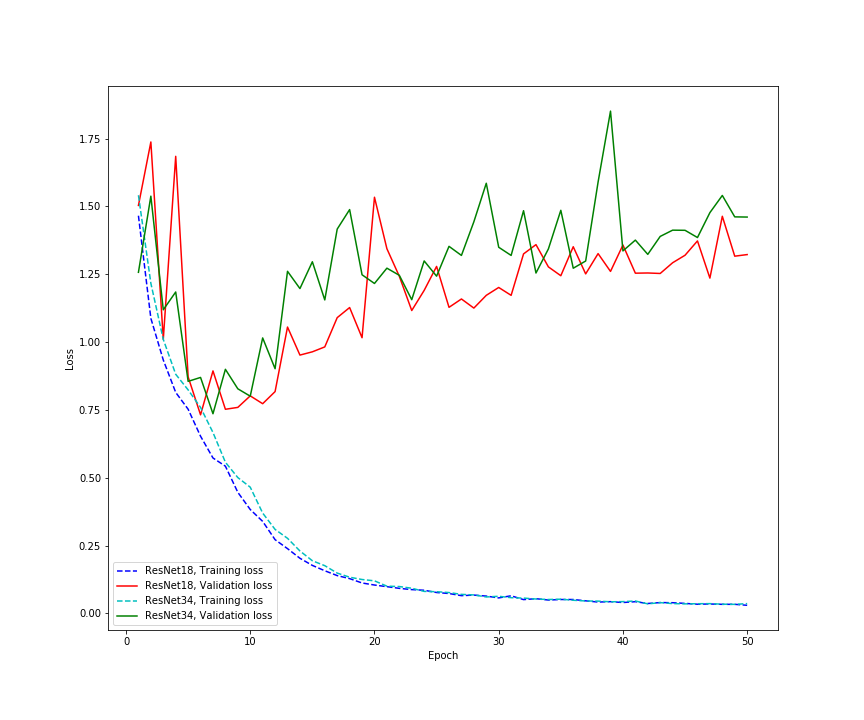 1.75
1.50
1.25
1.00
0.75
0.50
0.25
0.00
Loss
ResNet18, Training loss
ResNet18, Validation loss
ResNet34, Training loss
ResNet34, Validation loss
0 10 20 30 40 50
Epoch